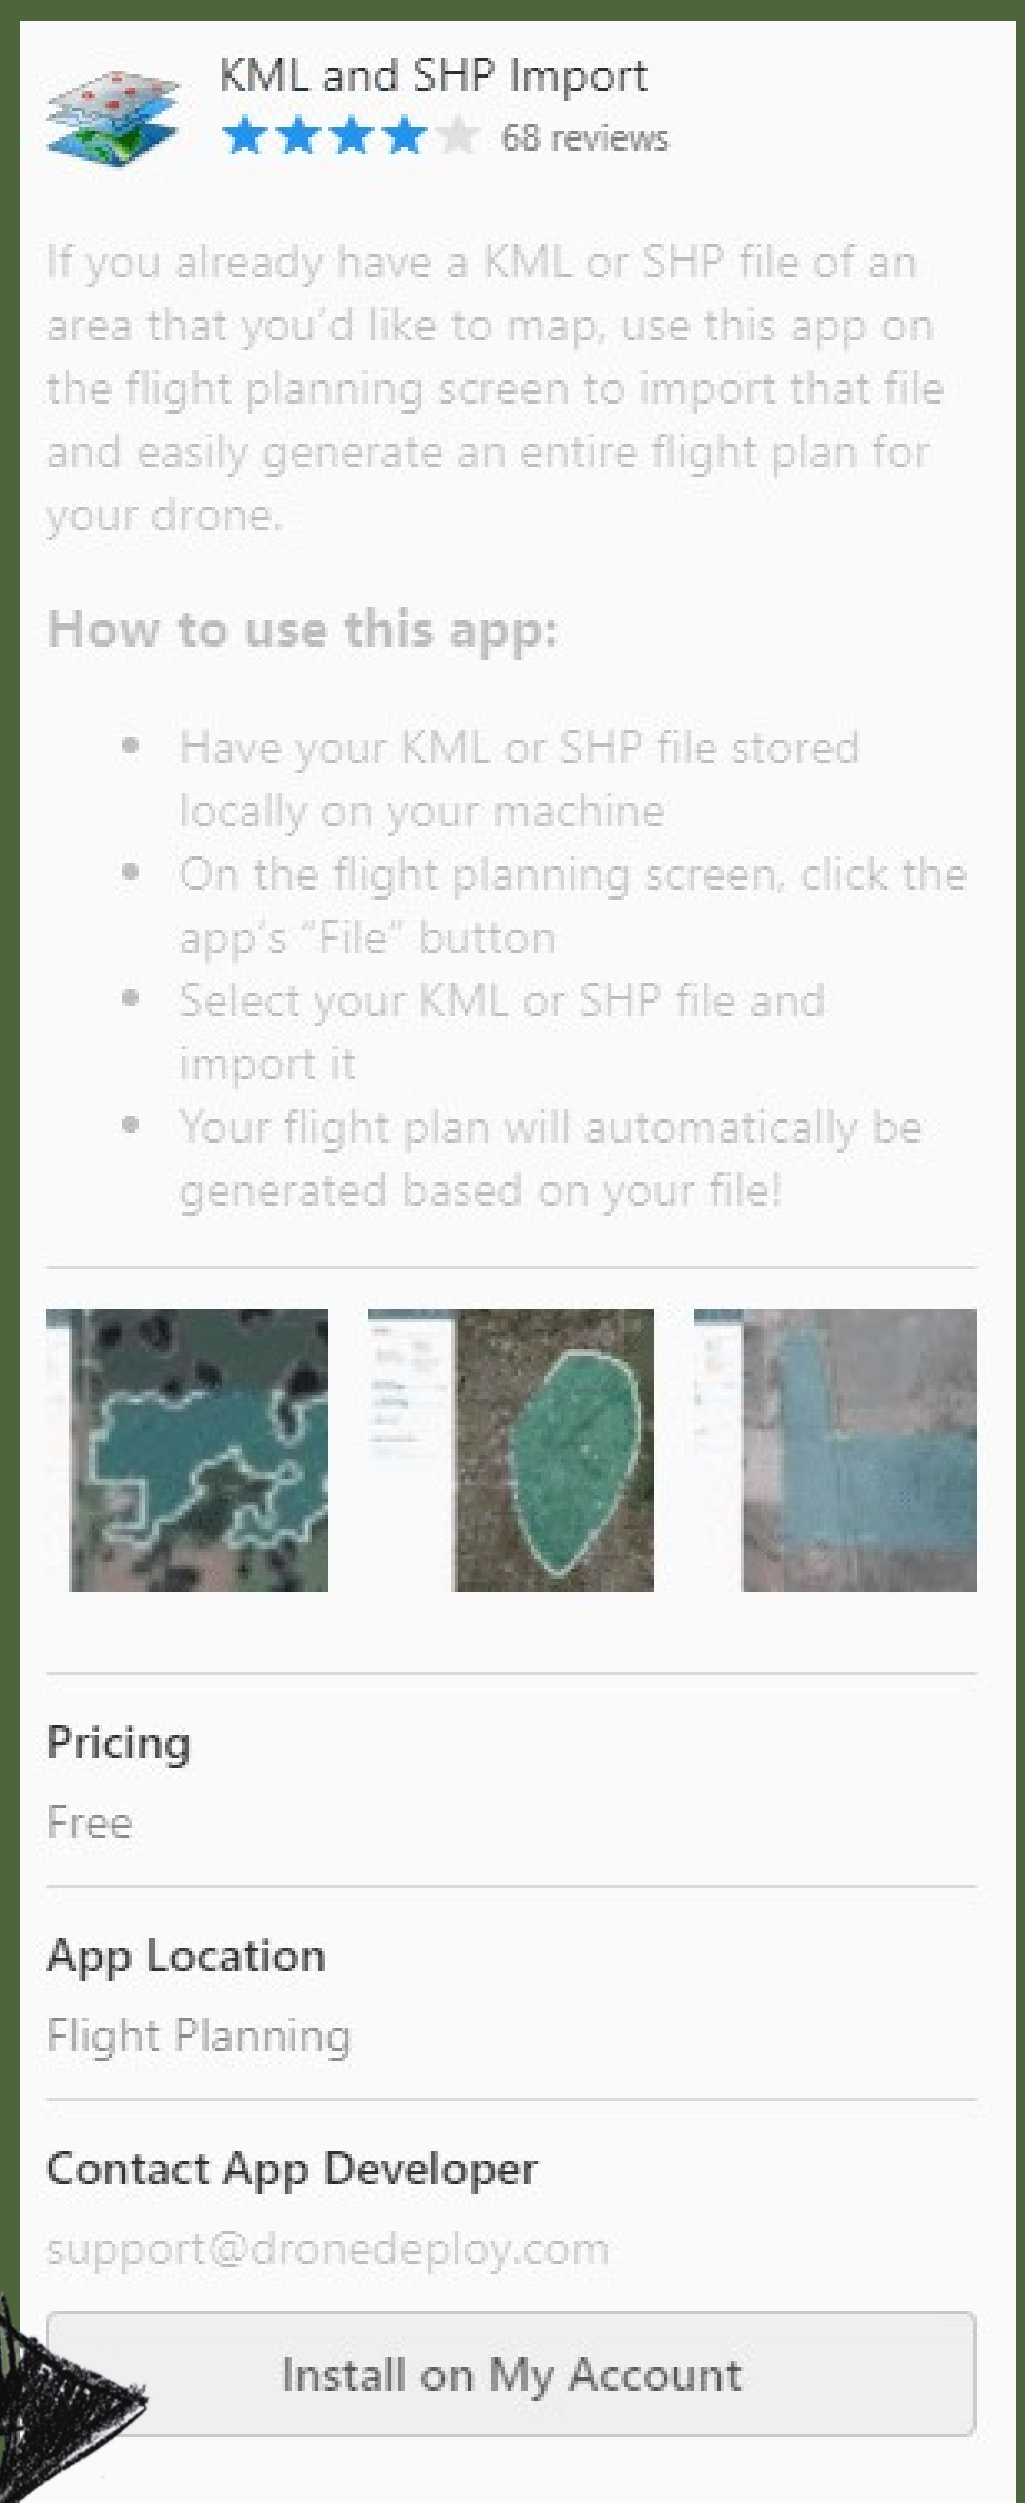 KML and SHP Import
68 reviews
If you already have a KML or SHP file of an
area that you'd like to map, use this app on
the flight planning screen to import that file
and easily generate an entire flight plan for
your drone.
How to use this app:
Have your KML or SHP file stored
locally on your machine
On the flight planning screen, click the
app's “File” button
Select your KML or SHP file and
import it
Your flight plan will automatically be
generated based on your file!
Pricing
Free
App Location
Flight Planning
Contact App Developer
support@dronedeploy.com
Install on My Account